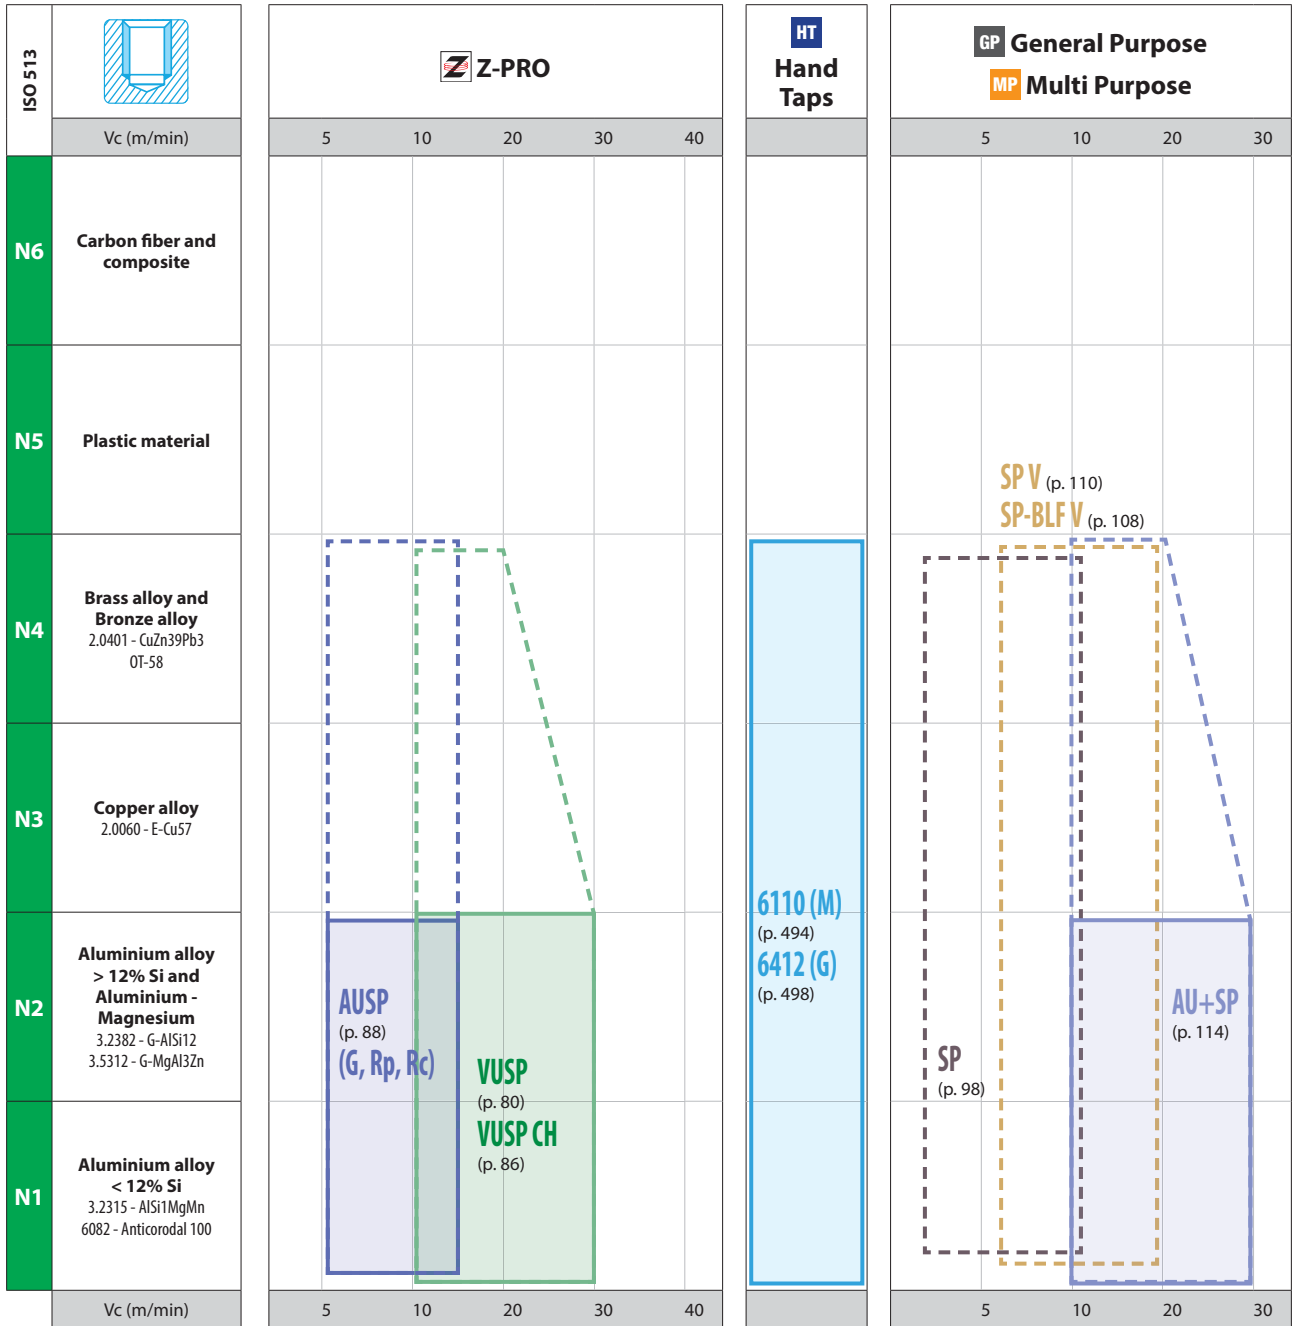 ISO 513
Z Z-PRO
HT
Hand
Taps
GP General Purpose
MP Multi Purpose
Vc (m/min)
5 10 20 30 40
5 10 20 30
N6
Carbon fiber and
composite
N5
Plastic material
SP V (p. 110)
SP-BLF V (p. 108)
N4
Brass alloy and
Bronze alloy
2.0401 - CuZn39Pb3
OT-58
N3
Copper alloy
2.0060 - E-Cu57
6110 (M)
(p. 494)
6412 (G)
(p. 498)
N2
Aluminium alloy
> 12% Si and
Aluminium -
Magnesium
3.2382 - G-AlSi12
3.5312 - G-MgAl3Zn
AUSP
(p. 88)
(G, Rp, Rc)
VUSP
(p. 80)
VUSP CH
(p. 86)
SP
(p. 98)
AU+SP
(p. 114)
N1
Aluminium alloy
< 12% Si
3.2315 - AlSi1MgMn
6082 - Anticorodal 100
Vc (m/min)
5 10 20 30 40
5 10 20 30